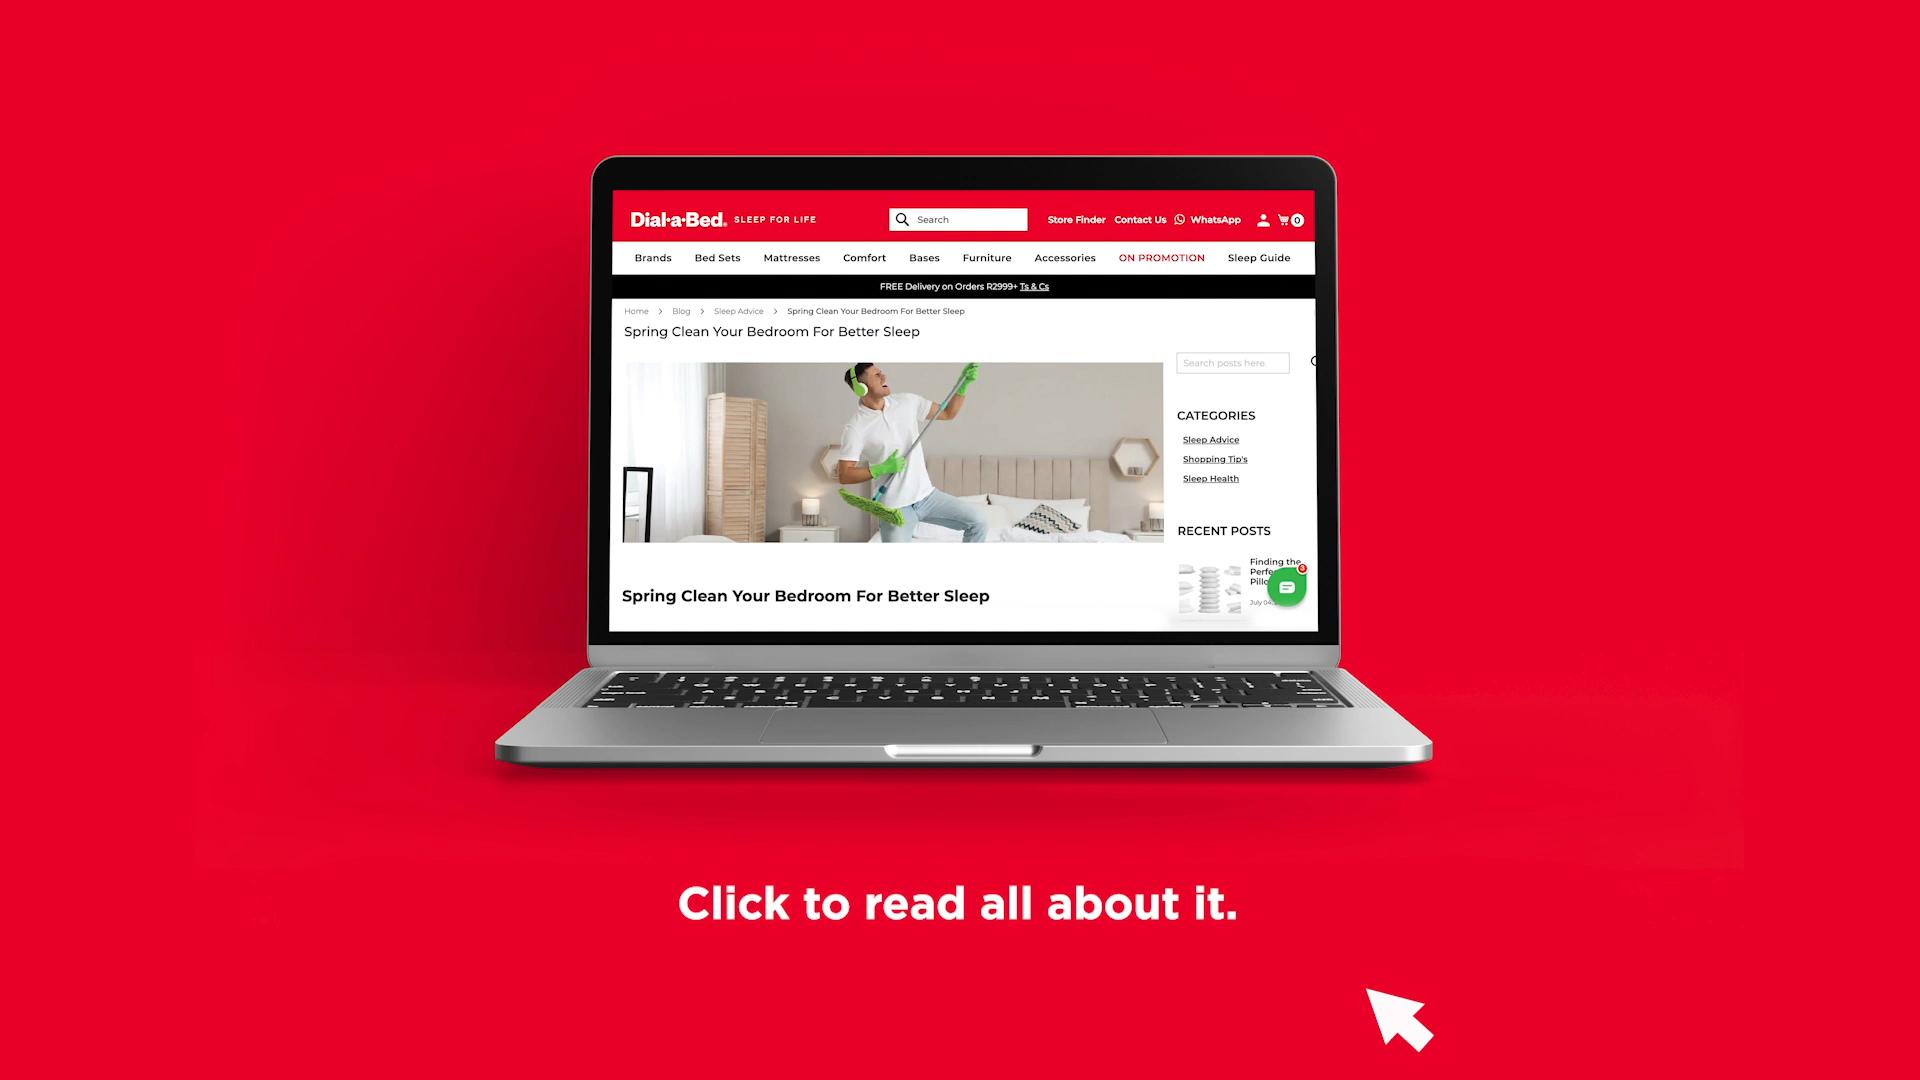 Dial·a·Bed. SLEEP FOR LIFE
Search
Store Finder Contact Us WhatsApp 0
Brands Bed Sets Mattresses Comfort Bases Furniture Accessories ON PROMOTION Sleep Guide
FREE Delivery on Orders R2999+ Ts & Cs
Home > Blog > Sleep Advice > Spring Clean Your Bedroom For Better Sleep
Spring Clean Your Bedroom For Better Sleep
Search posts here.
CATEGORIES
Sleep Advice
Shopping Tip's
Sleep Health
RECENT POSTS
Finding the
3
July
Spring Clean Your Bedroom For Better Sleep
Click to read all about it.